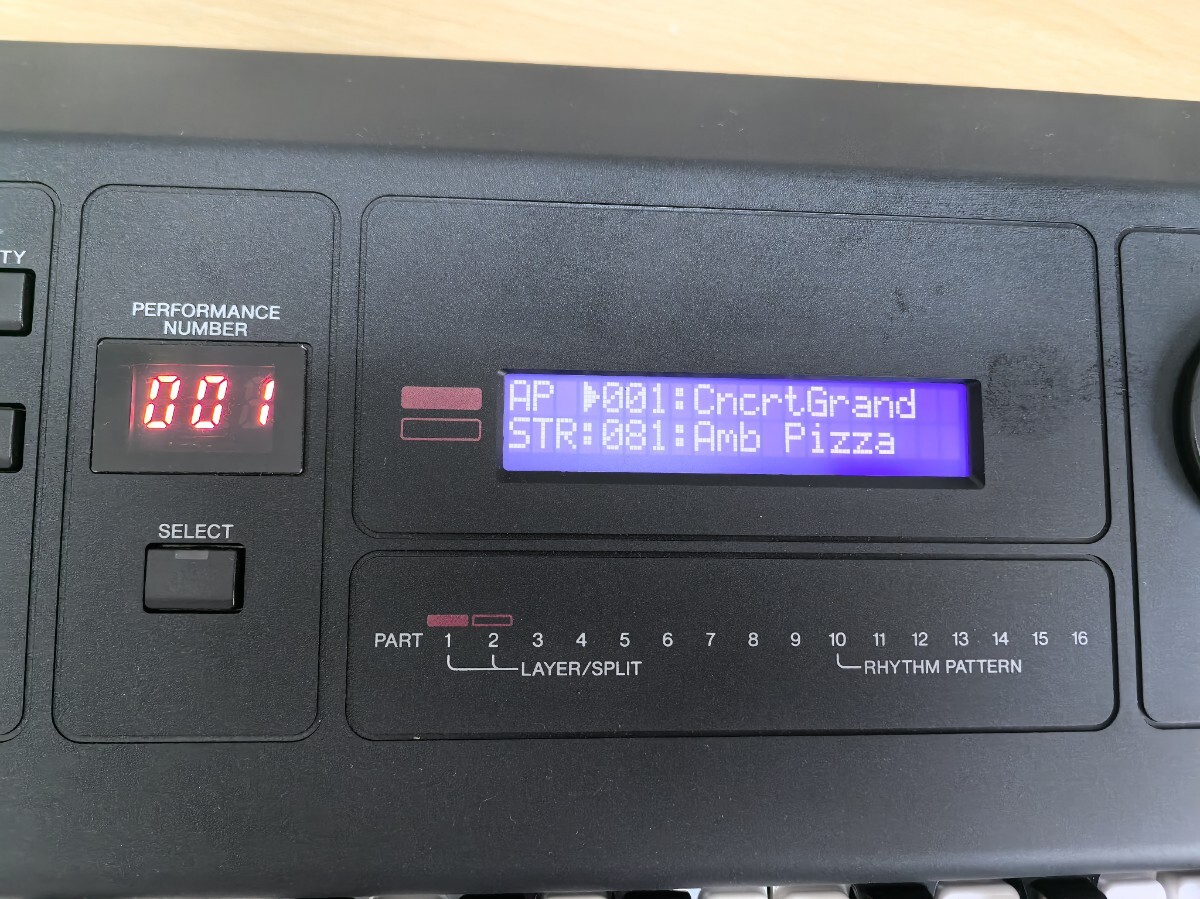 TY
PERFORMANCE
NUMBER
001
AP ▶001:CncrtGrand
STR:081:Amb Pizza
SELECT
PART 1 2 3 4 5 6 7 8 9 10 11 12 13 14 15 16
LAYER/SPLIT
RHYTHM PATTERN